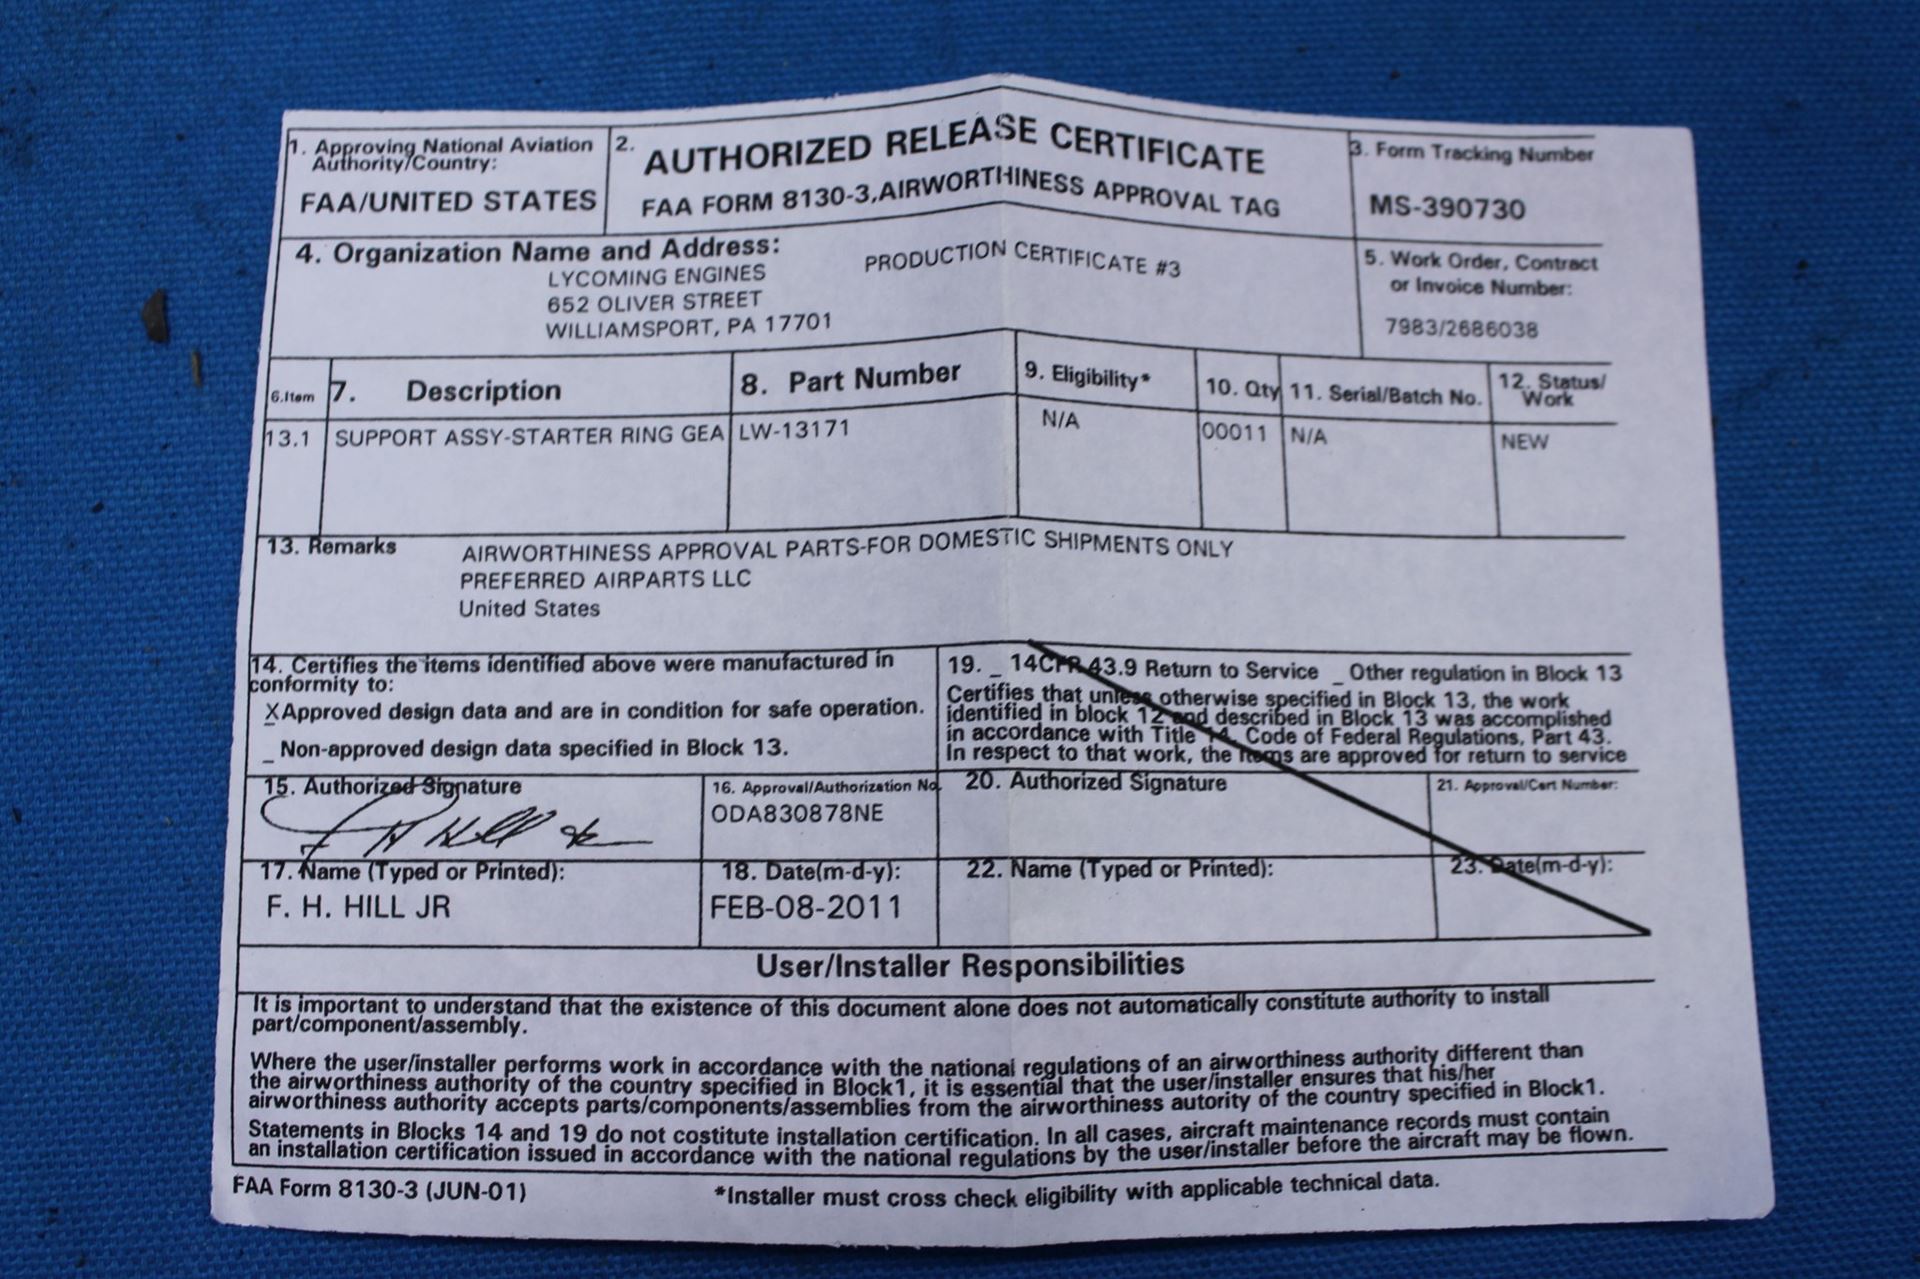 1. Approving National Aviation
Authority/Country:
FAA/UNITED STATES
2.
AUTHORIZED RELEASE CERTIFICATE
FAA FORM 8130-3,AIRWORTHINESS APPROVAL TAG
3. Form Tracking Number
MS-390730
4. Organization Name and Address:
LYCOMING ENGINES
652 OLIVER STREET
WILLIAMSPORT, PA 17701
PRODUCTION CERTIFICATE #3
5. Work Order, Contract
or Invoice Number:
7983/2686038
6.Item 7. Description 8. Part Number 9. Eligibility* 10. Qty 11. Serial/Batch No. 12. Status/
Work
13.1 SUPPORT ASSY-STARTER RING GEA LW-13171 N/A 00011 N/A NEW
13. Remarks
AIRWORTHINESS APPROVAL PARTS-FOR DOMESTIC SHIPMENTS ONLY
PREFERRED AIRPARTS LLC
United States
14. Certifies the items identified above were manufactured in
conformity to:
X Approved design data and are in condition for safe operation.
_ Non-approved design data specified in Block 13.
19. _ 14CFR 43.9 Return to Service _ Other regulation in Block 13
Certifies that unless otherwise specified in Block 13, the work
identified in block 12 and described in Block 13 was accomplished
in accordance with Title 14, Code of Federal Regulations, Part 43.
In respect to that work, the items are approved for return to service
15. Authorized Signature
F H Hill Jr
16. Approval/Authorization No.
ODA830878NE
20. Authorized Signature
21. Approval/Cert Number:
17. Name (Typed or Printed):
F. H. HILL JR
18. Date(m-d-y):
FEB-08-2011
22. Name (Typed or Printed):
23. Date(m-d-y):
User/Installer Responsibilities
It is important to understand that the existence of this document alone does not automatically constitute authority to install
part/component/assembly.
Where the user/installer performs work in accordance with the national regulations of an airworthiness authority different than
the airworthiness authority of the country specified in Block1, it is essential that the user/installer ensures that his/her
airworthiness authority accepts parts/components/assemblies from the airworthiness autority of the country specified in Block1.
Statements in Blocks 14 and 19 do not costitute installation certification. In all cases, aircraft maintenance records must contain
an installation certification issued in accordance with the national regulations by the user/installer before the aircraft may be flown.
FAA Form 8130-3 (JUN-01)
*Installer must cross check eligibility with applicable technical data.